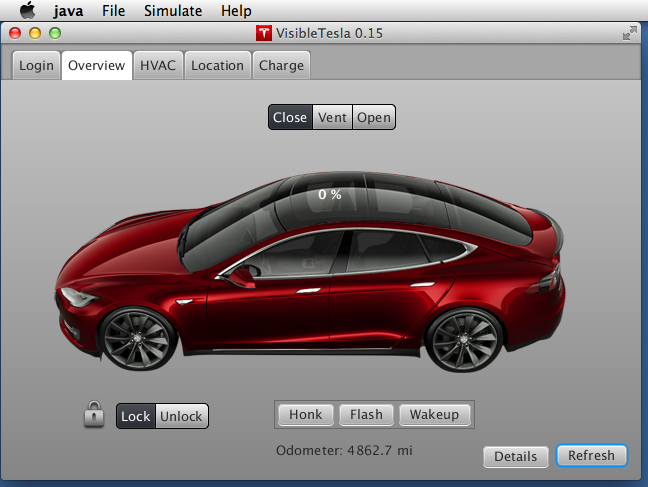 java File Simulate Help
VisibleTesla 0.15
Login Overview HVAC Location Charge
Close Vent Open
0 %
Lock Unlock Honk Flash Wakeup
Odometer: 4862.7 mi
Details Refresh